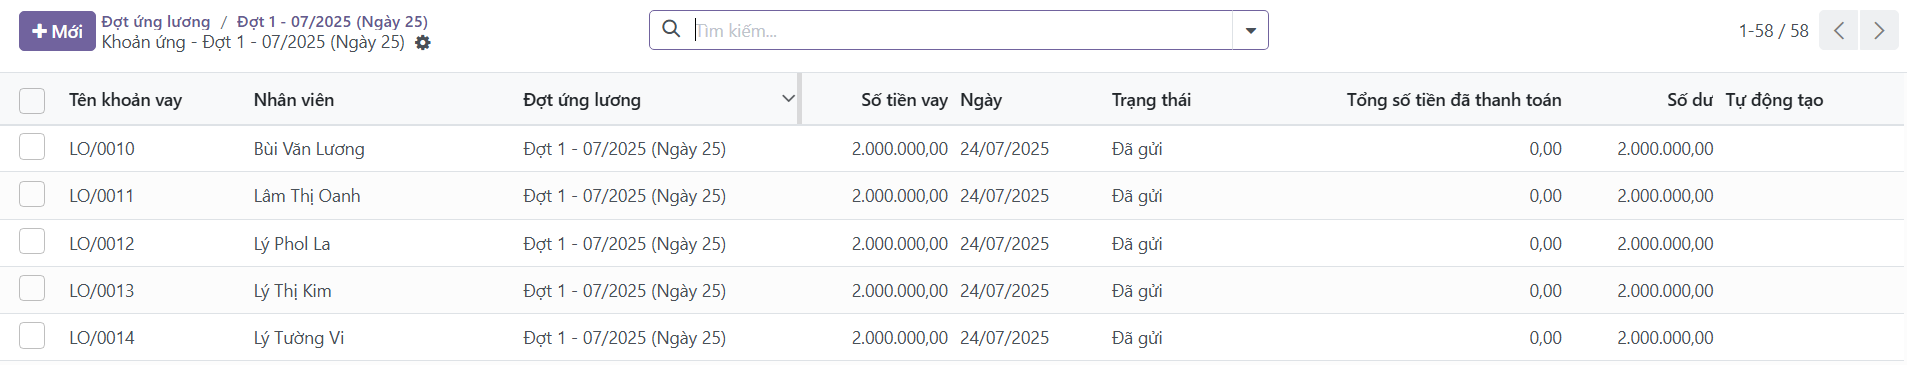 Mới
Đợt ứng lương / Đợt 1 - 07/2025 (Ngày 25)
Khoản ứng - Đợt 1 - 07/2025 (Ngày 25)
Tìm kiếm...
1-58 / 58
Tên khoản vay Nhân viên Đợt ứng lương Số tiền vay Ngày Trạng thái Tổng số tiền đã thanh toán Số dư Tự động tạo
LO/0010 Bùi Văn Lương Đợt 1 - 07/2025 (Ngày 25) 2.000.000,00 24/07/2025 Đã gửi 0,00 2.000.000,00
LO/0011 Lâm Thị Oanh Đợt 1 - 07/2025 (Ngày 25) 2.000.000,00 24/07/2025 Đã gửi 0,00 2.000.000,00
LO/0012 Lý Phol La Đợt 1 - 07/2025 (Ngày 25) 2.000.000,00 24/07/2025 Đã gửi 0,00 2.000.000,00
LO/0013 Lý Thị Kim Đợt 1 - 07/2025 (Ngày 25) 2.000.000,00 24/07/2025 Đã gửi 0,00 2.000.000,00
LO/0014 Lý Tường Vi Đợt 1 - 07/2025 (Ngày 25) 2.000.000,00 24/07/2025 Đã gửi 0,00 2.000.000,00